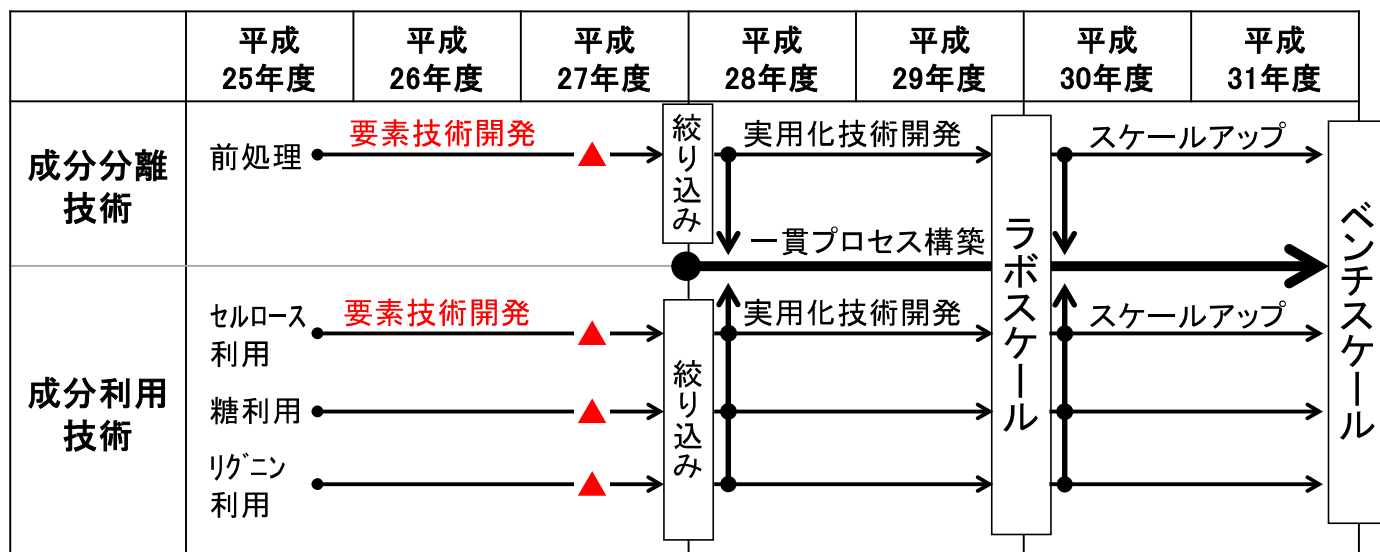 平成
25年度
平成
26年度
平成
27年度
平成
28年度
平成
29年度
平成
30年度
平成
31年度
成分分離
技術
前処理
要素技術開発
絞り込み
実用化技術開発
ラボスケール
スケールアップ
ベンチスケール
一貫プロセス構築
成分利用
技術
セルロース
利用
要素技術開発
絞り込み
実用化技術開発
スケールアップ
糖利用
リグニン
利用